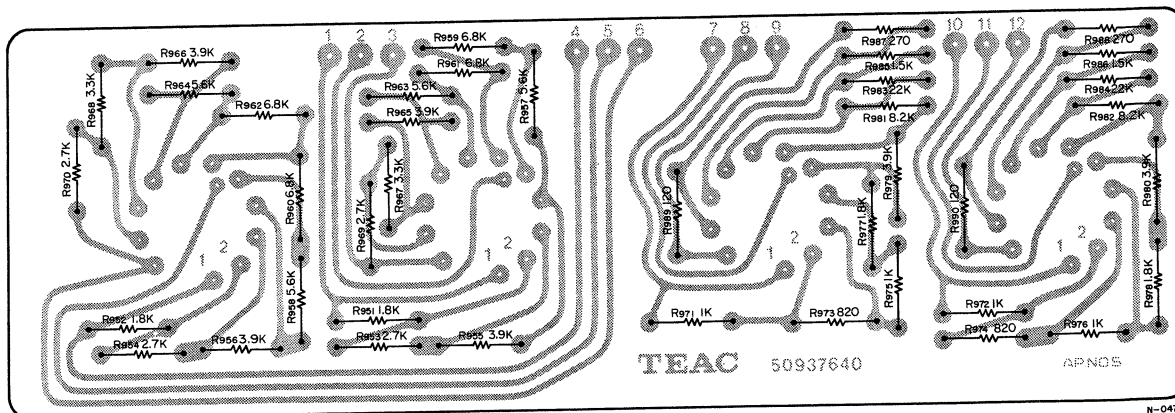 1 2 3 4 5 6 7 8 9 10 11 12
R966 3.9K
R964 5.6K
R968 3.3K
R962 6.8K
R970 2.7K
R960 6.8K
R958 5.6K
R952 1.8K
R954 2.7K
R956 3.9K
1 2
R959 6.8K
R961 6.8K
R963 5.6K
R957 5.6K
R965 3.9K
R967 3.3K
R969 2.7K
1 2
R951 1.8K
R953 2.7K
R955 3.9K
R987 270
R985 1.5K
R983 22K
R981 8.2K
R979 3.9K
R989 120
R977 1.8K
1 2
R975 1K
R971 1K
R973 820
R988 270
R986 1.5K
R984 22K
R982 8.2K
R980 3.9K
R990 120
1 2
R978 1.8K
R972 1K
R974 820
R976 1K
TEAC 50937640
APNOS